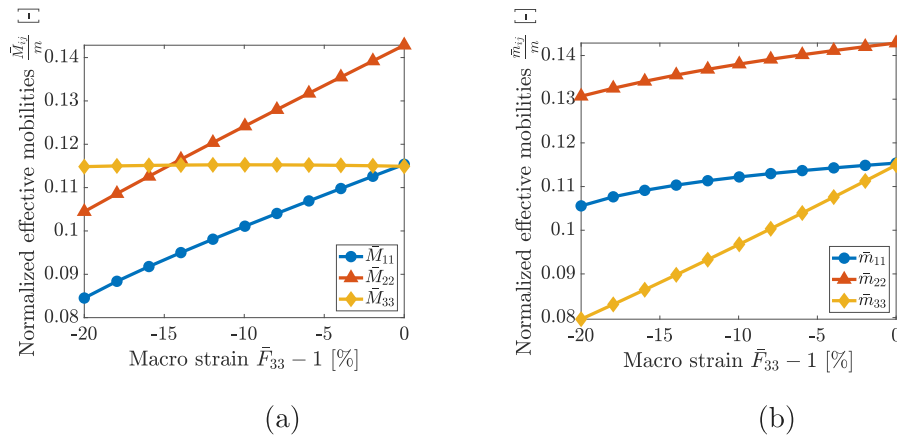 Normalized effective mobilities M̄_ij/m [-]
0.14
0.13
0.12
0.11
0.1
0.09
0.08
M̄11
M̄22
M̄33
-20 -15 -10 -5 0
Macro strain F̄33 − 1 [%]
(a)
Normalized effective mobilities m̄_ij/m [-]
0.14
0.13
0.12
0.11
0.1
0.09
0.08
m̄11
m̄22
m̄33
-20 -15 -10 -5 0
Macro strain F̄33 − 1 [%]
(b)